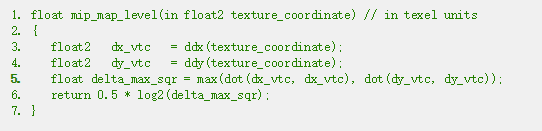 1. float mip_map_level(in float2 texture_coordinate) // in texel units
2. {
3. float2 dx_vtc = ddx(texture_coordinate);
4. float2 dy_vtc = ddy(texture_coordinate);
5. float delta_max_sqr = max(dot(dx_vtc, dx_vtc), dot(dy_vtc, dy_vtc));
6. return 0.5 * log2(delta_max_sqr);
7. }